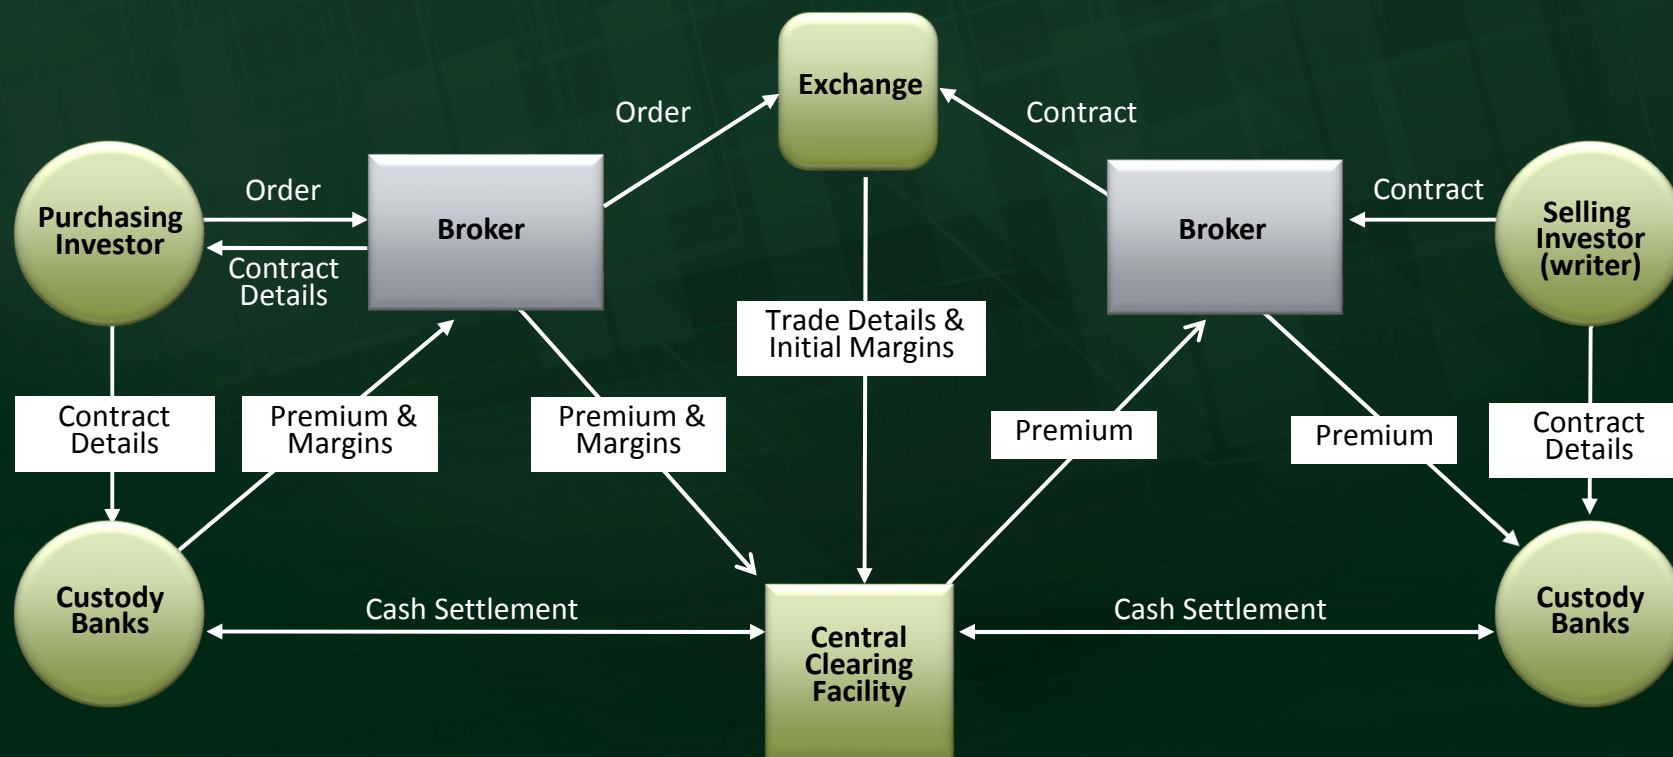 Exchange
Order
Contract
Order
Contract
Purchasing
Investor
Broker
Broker
Selling
Investor
(writer)
Contract
Details
Trade Details &
Initial Margins
Contract
Details
Premium &
Margins
Premium &
Margins
Premium
Premium
Contract
Details
Custody
Banks
Cash Settlement
Cash Settlement
Custody
Banks
Central
Clearing
Facility